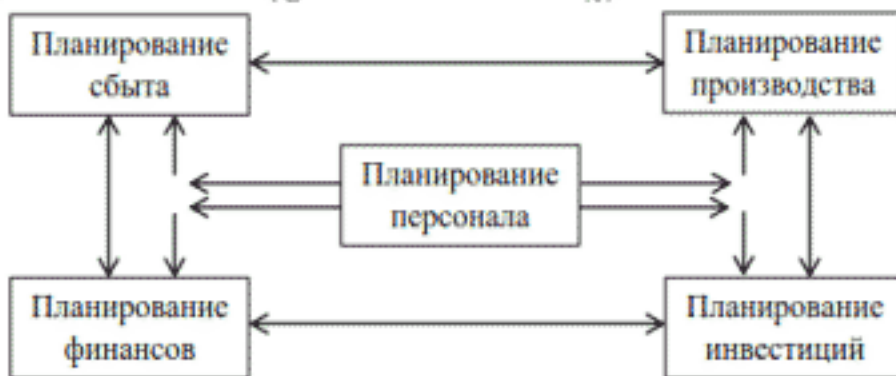 Планирование
сбыта
Планирование
производства
Планирование
персонала
Планирование
финансов
Планирование
инвестиций